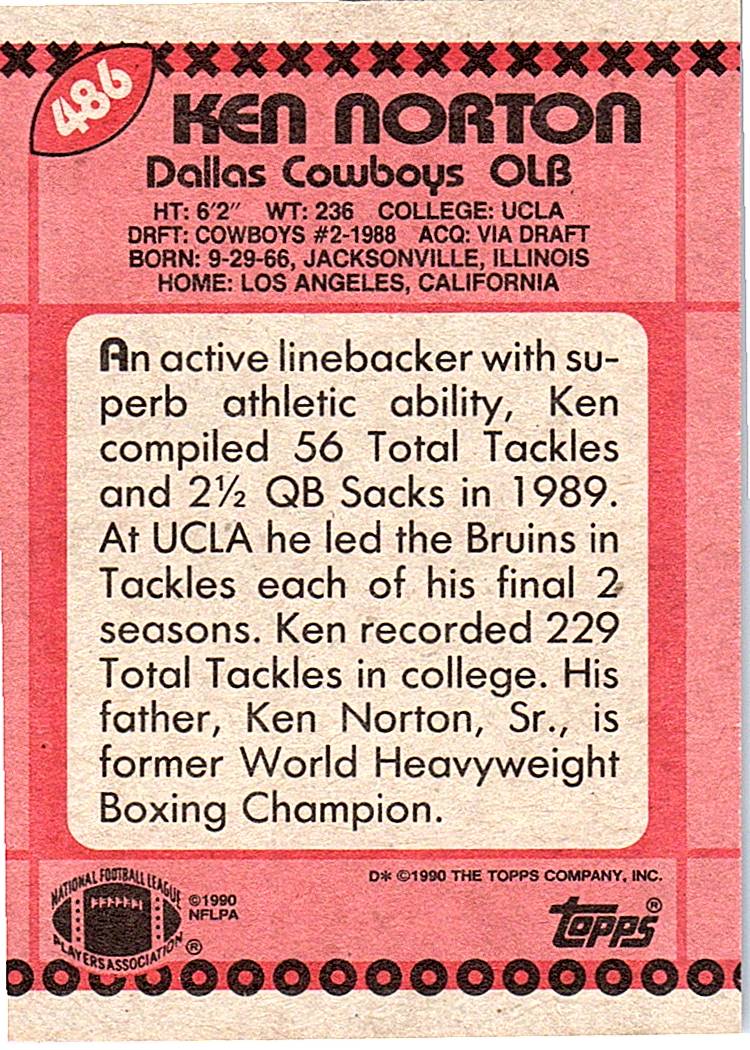 486
KEN NORTON
Dallas Cowboys OLB
HT: 6'2" WT: 236 COLLEGE: UCLA
DRFT: COWBOYS #2-1988 ACQ: VIA DRAFT
BORN: 9-29-66, JACKSONVILLE, ILLINOIS
HOME: LOS ANGELES, CALIFORNIA
An active linebacker with su-
perb athletic ability, Ken
compiled 56 Total Tackles
and 2½ QB Sacks in 1989.
At UCLA he led the Bruins in
Tackles each of his final 2
seasons. Ken recorded 229
Total Tackles in college. His
father, Ken Norton, Sr., is
former World Heavyweight
Boxing Champion.
NATIONAL FOOTBALL LEAGUE
PLAYERS ASSOCIATION ®
©1990
NFLPA
D* ©1990 THE TOPPS COMPANY, INC.
topps®